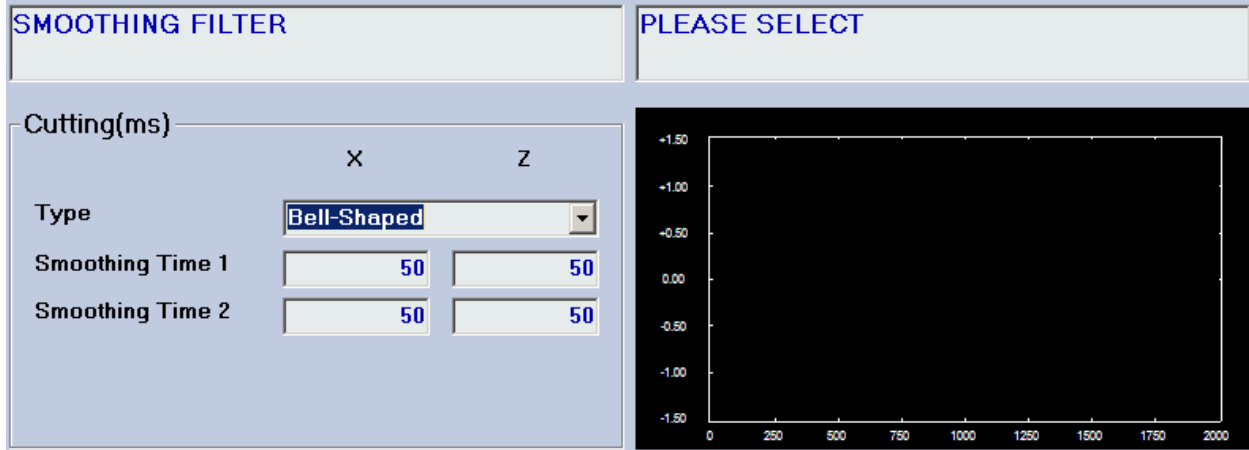 SMOOTHING FILTER
PLEASE SELECT
Cutting(ms)
X Z
Type Bell-Shaped
Smoothing Time 1 50 50
Smoothing Time 2 50 50
+1.50
+1.00
+0.50
0.00
-0.50
-1.00
-1.50
0 250 500 750 1000 1250 1500 1750 2000